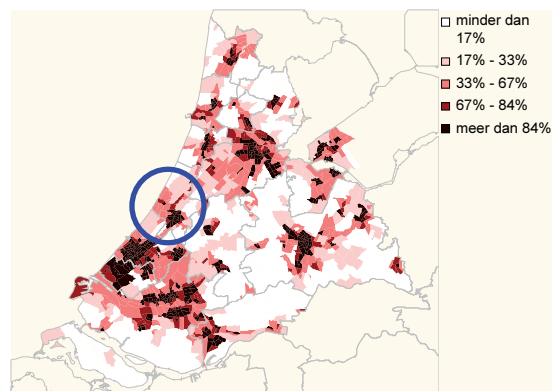 minder dan
17%
17% - 33%
33% - 67%
67% - 84%
meer dan 84%